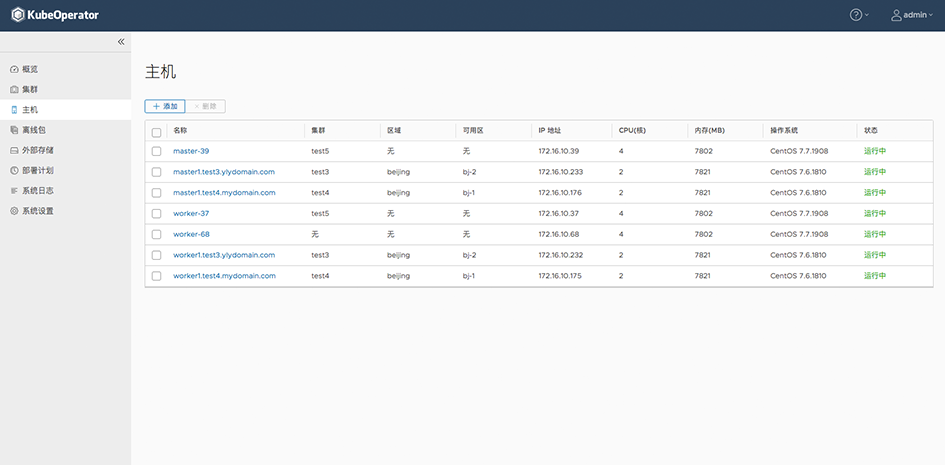 KubeOperator
admin
概览
集群
主机
离线包
外部存储
部署计划
系统日志
系统设置
主机
添加 删除
名称 集群 区域 可用区 IP 地址 CPU(核) 内存(MB) 操作系统 状态
master-39 test5 无 无 172.16.10.39 4 7802 CentOS 7.7.1908 运行中
master1.test3.ylydomain.com test3 beijing bj-2 172.16.10.233 2 7821 CentOS 7.6.1810 运行中
master1.test4.mydomain.com test4 beijing bj-1 172.16.10.176 2 7821 CentOS 7.6.1810 运行中
worker-37 test5 无 无 172.16.10.37 4 7802 CentOS 7.7.1908 运行中
worker-68 无 无 无 172.16.10.68 4 7802 CentOS 7.7.1908 运行中
worker1.test3.ylydomain.com test3 beijing bj-2 172.16.10.232 2 7821 CentOS 7.6.1810 运行中
worker1.test4.mydomain.com test4 beijing bj-1 172.16.10.175 2 7821 CentOS 7.6.1810 运行中